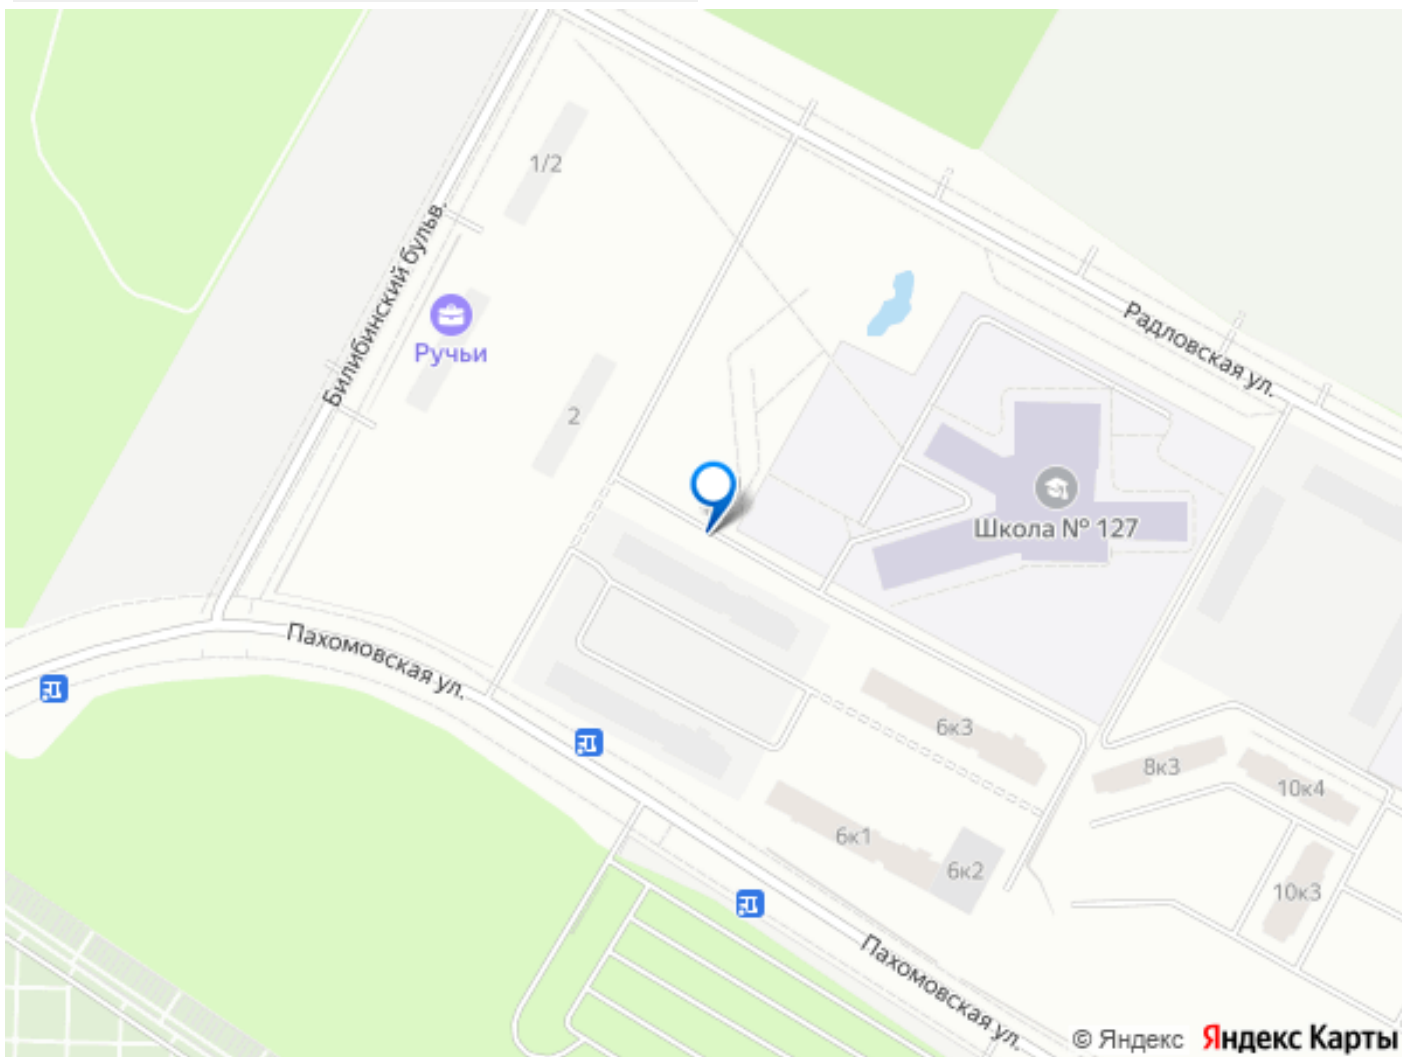 1/2
Билибинский бульв.
Ручьи
2
Радловская ул.
Школа № 127
Пахомовская ул.
6к3
8к3
10к4
6к1
6к2
10к3
Пахомовская ул.
© Яндекс Яндекс Карты